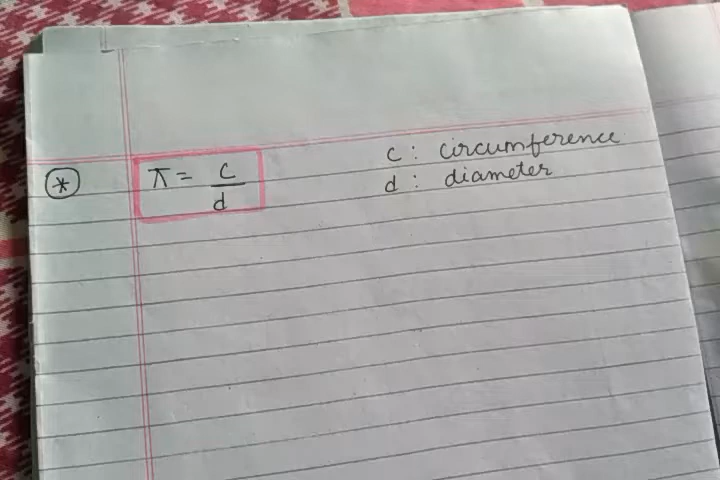 * π = c/d c : circumference
d : diameter